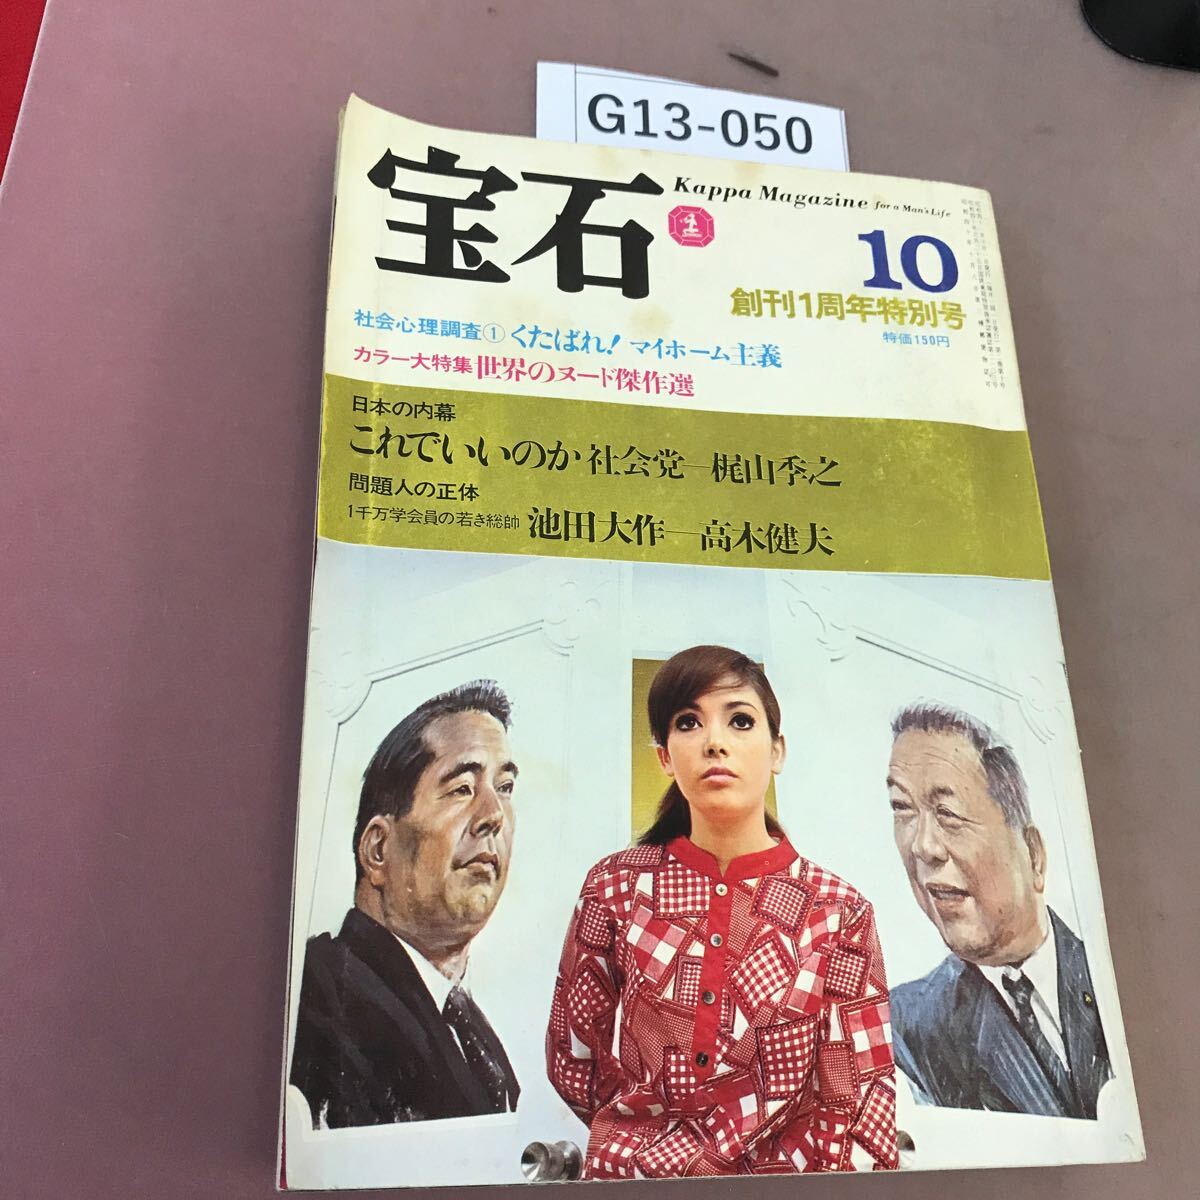 G13-050
宝石
Kappa Magazine for a Man's Life
10
創刊1周年特別号
特価150円
社会心理調査①くたばれ！マイホーム主義
カラー大特集 世界のヌード傑作選
日本の内幕
これでいいのか社会党―梶山季之
問題人の正体
1千万学会員の若き総帥 池田大作―高木健夫